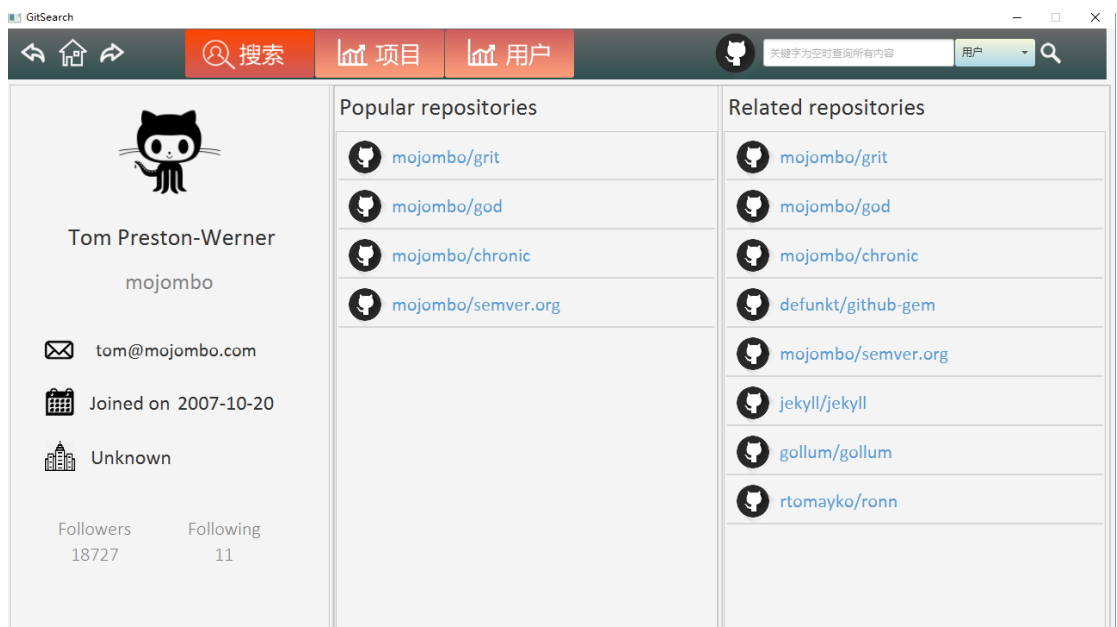 GitSearch
搜索
项目
用户
关键字为空时查询所有内容
用户
Tom Preston-Werner
mojombo
tom@mojombo.com
Joined on 2007-10-20
Unknown
Followers Following
18727 11
Popular repositories
mojombo/grit
mojombo/god
mojombo/chronic
mojombo/semver.org
Related repositories
mojombo/grit
mojombo/god
mojombo/chronic
defunkt/github-gem
mojombo/semver.org
jekyll/jekyll
gollum/gollum
rtomayko/ronn